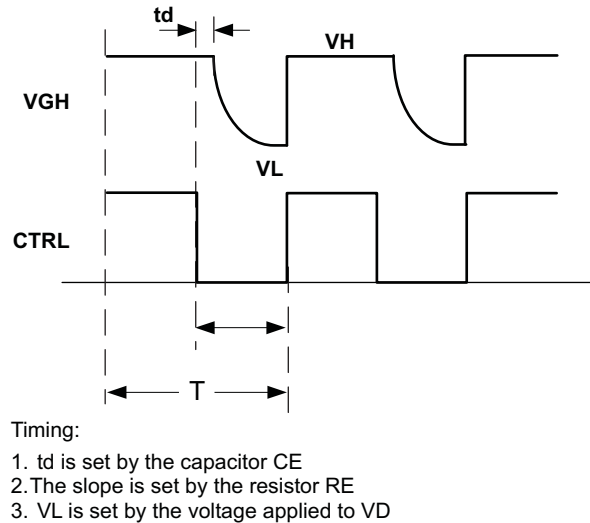 td
VH
VGH
VL
CTRL
T
Timing:
1. td is set by the capacitor CE
2.The slope is set by the resistor RE
3. VL is set by the voltage applied to VD